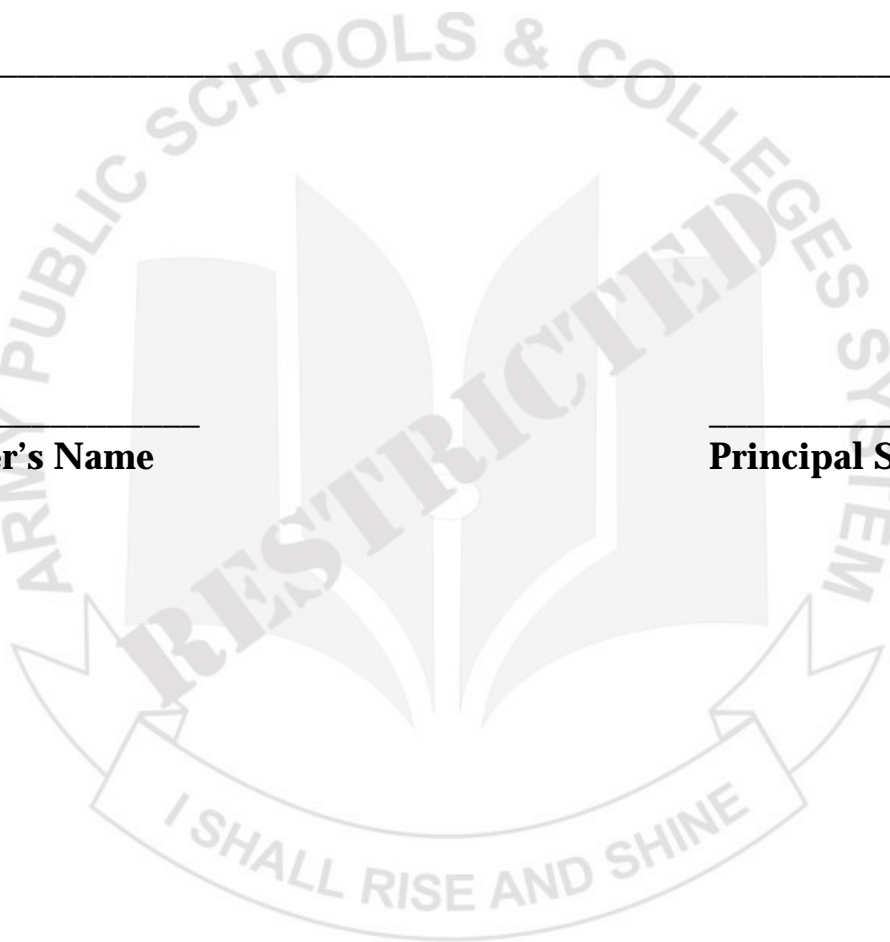 ARMY PUBLIC SCHOOLS & COLLEGES SYSTEM
RESTRICTED
er's Name
Principal S
I SHALL RISE AND SHINE